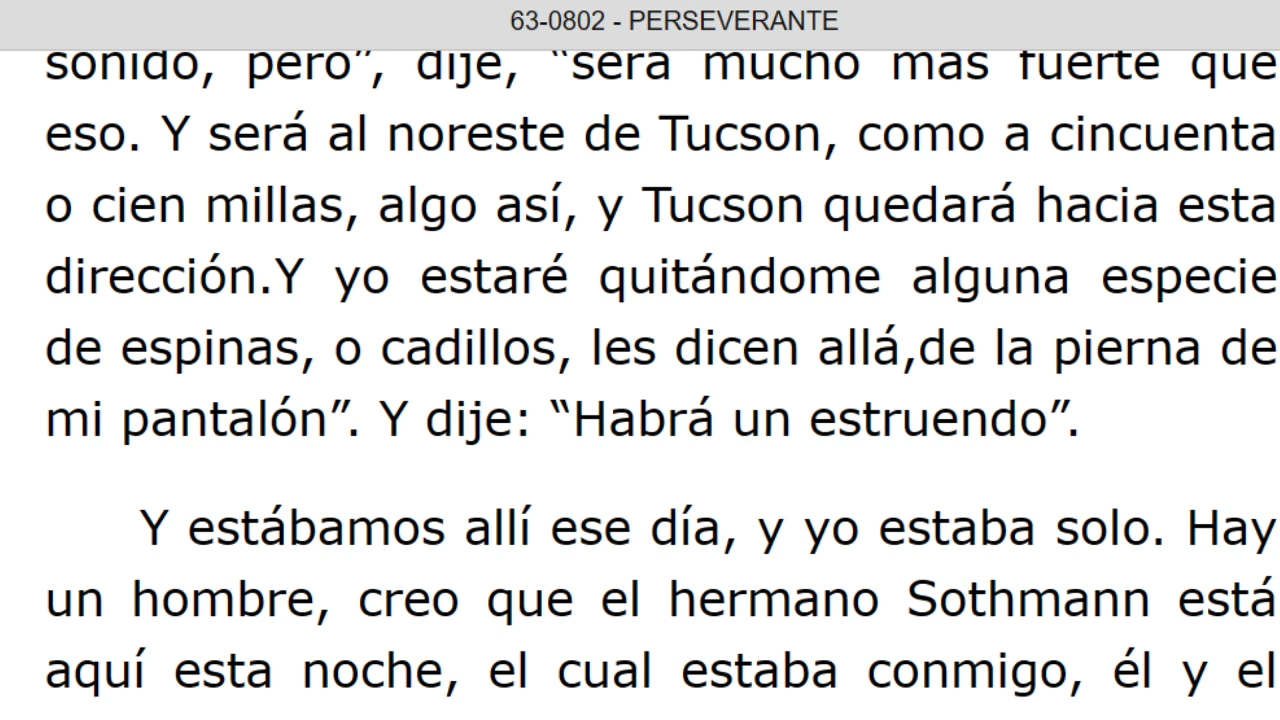 63-0802 - PERSEVERANTE
sonido, pero”, dije, “será mucho más fuerte que
eso. Y será al noreste de Tucson, como a cincuenta
o cien millas, algo así, y Tucson quedará hacia esta
dirección.Y yo estaré quitándome alguna especie
de espinas, o cadillos, les dicen allá,de la pierna de
mi pantalón”. Y dije: “Habrá un estruendo”.
Y estábamos allí ese día, y yo estaba solo. Hay
un hombre, creo que el hermano Sothmann está
aquí esta noche, el cual estaba conmigo, él y el